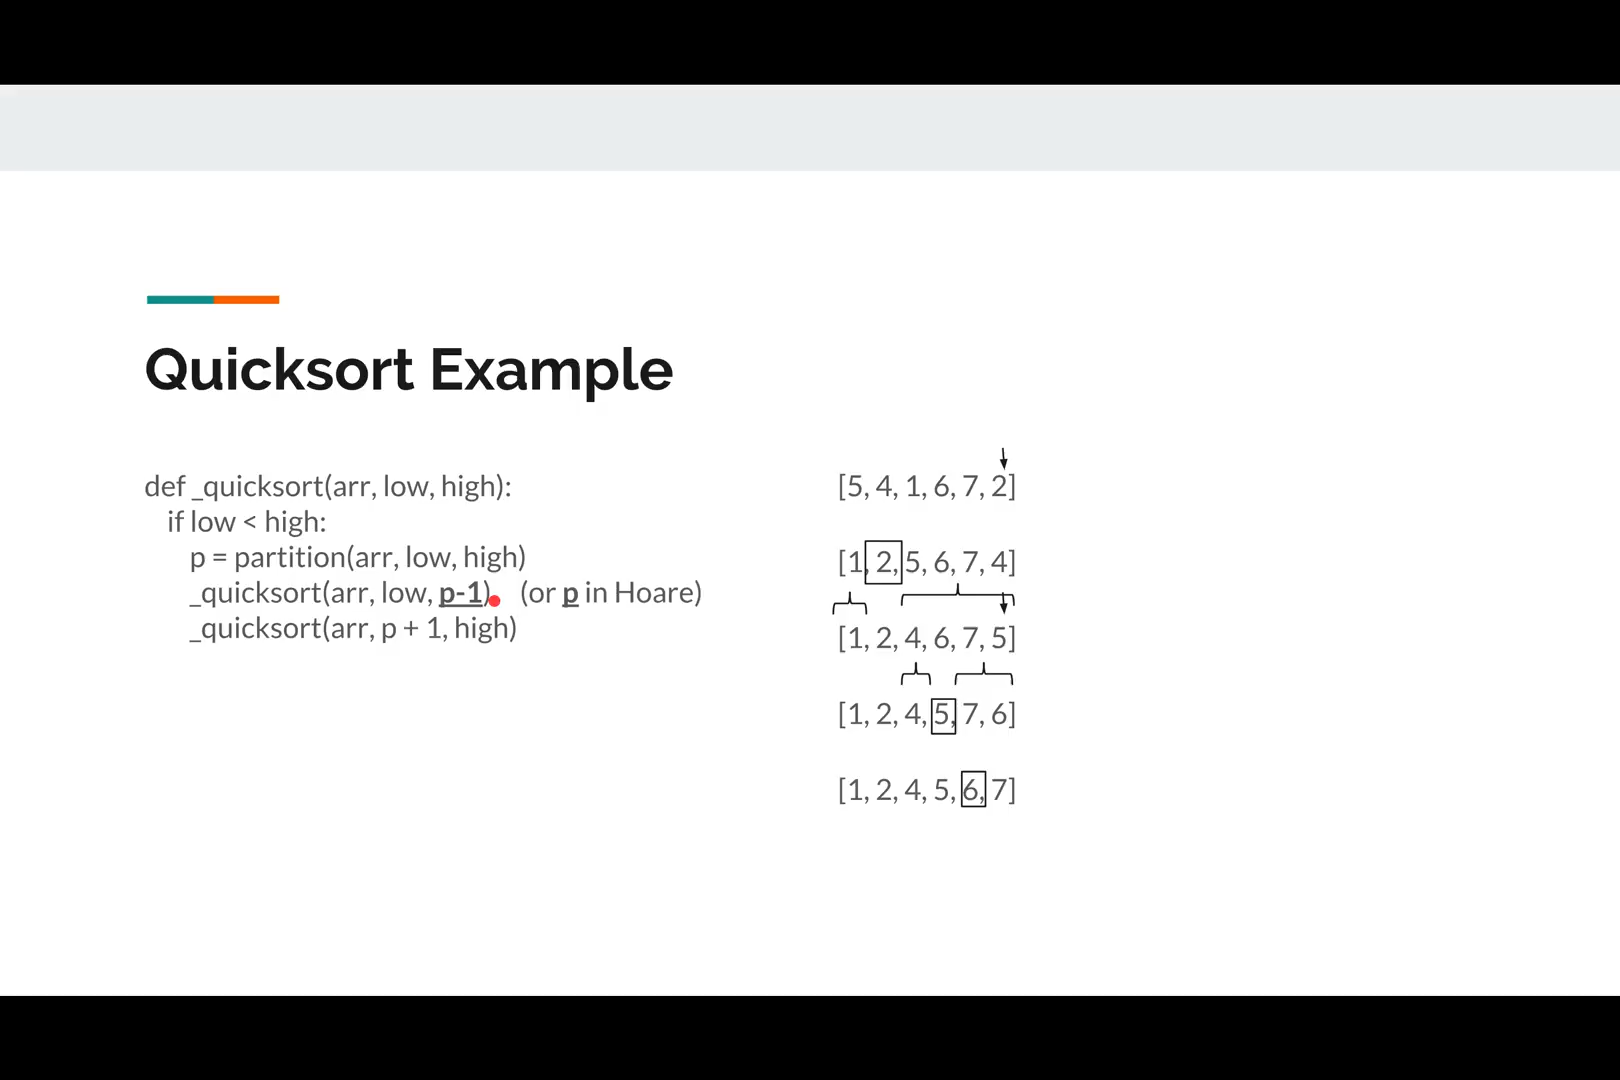 Quicksort Example
def _quicksort(arr, low, high):
if low < high:
p = partition(arr, low, high)
_quicksort(arr, low, p-1) (or p in Hoare)
_quicksort(arr, p + 1, high)
[5, 4, 1, 6, 7, 2]
[1, 2, 5, 6, 7, 4]
[1, 2, 4, 6, 7, 5]
[1, 2, 4, 5, 7, 6]
[1, 2, 4, 5, 6, 7]